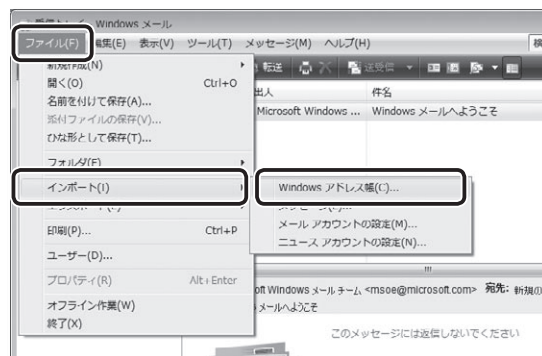 Windows メール
ファイル(F) 編集(E) 表示(V) ツール(T) メッセージ(M) ヘルプ(H)
新規作成(N)
転送
送受信
開く(O) Ctrl+O
件名
名前を付けて保存(A)...
Microsoft Windows ... Windows メールへようこそ
添付ファイルの保存(V)...
ひな形として保存(T)...
フォルダ(F)
インポート(I)
Windows アドレス帳(C)...
メール アカウントの設定(M)...
ニュース アカウントの設定(N)...
印刷(P)... Ctrl+P
ユーザー(D)...
プロパティ(R) Alt+Enter
オフライン作業(W)
Windows メール チーム <msoe@microsoft.com> 宛先:
メールへようこそ
終了(X)
このメッセージには返信しないでください